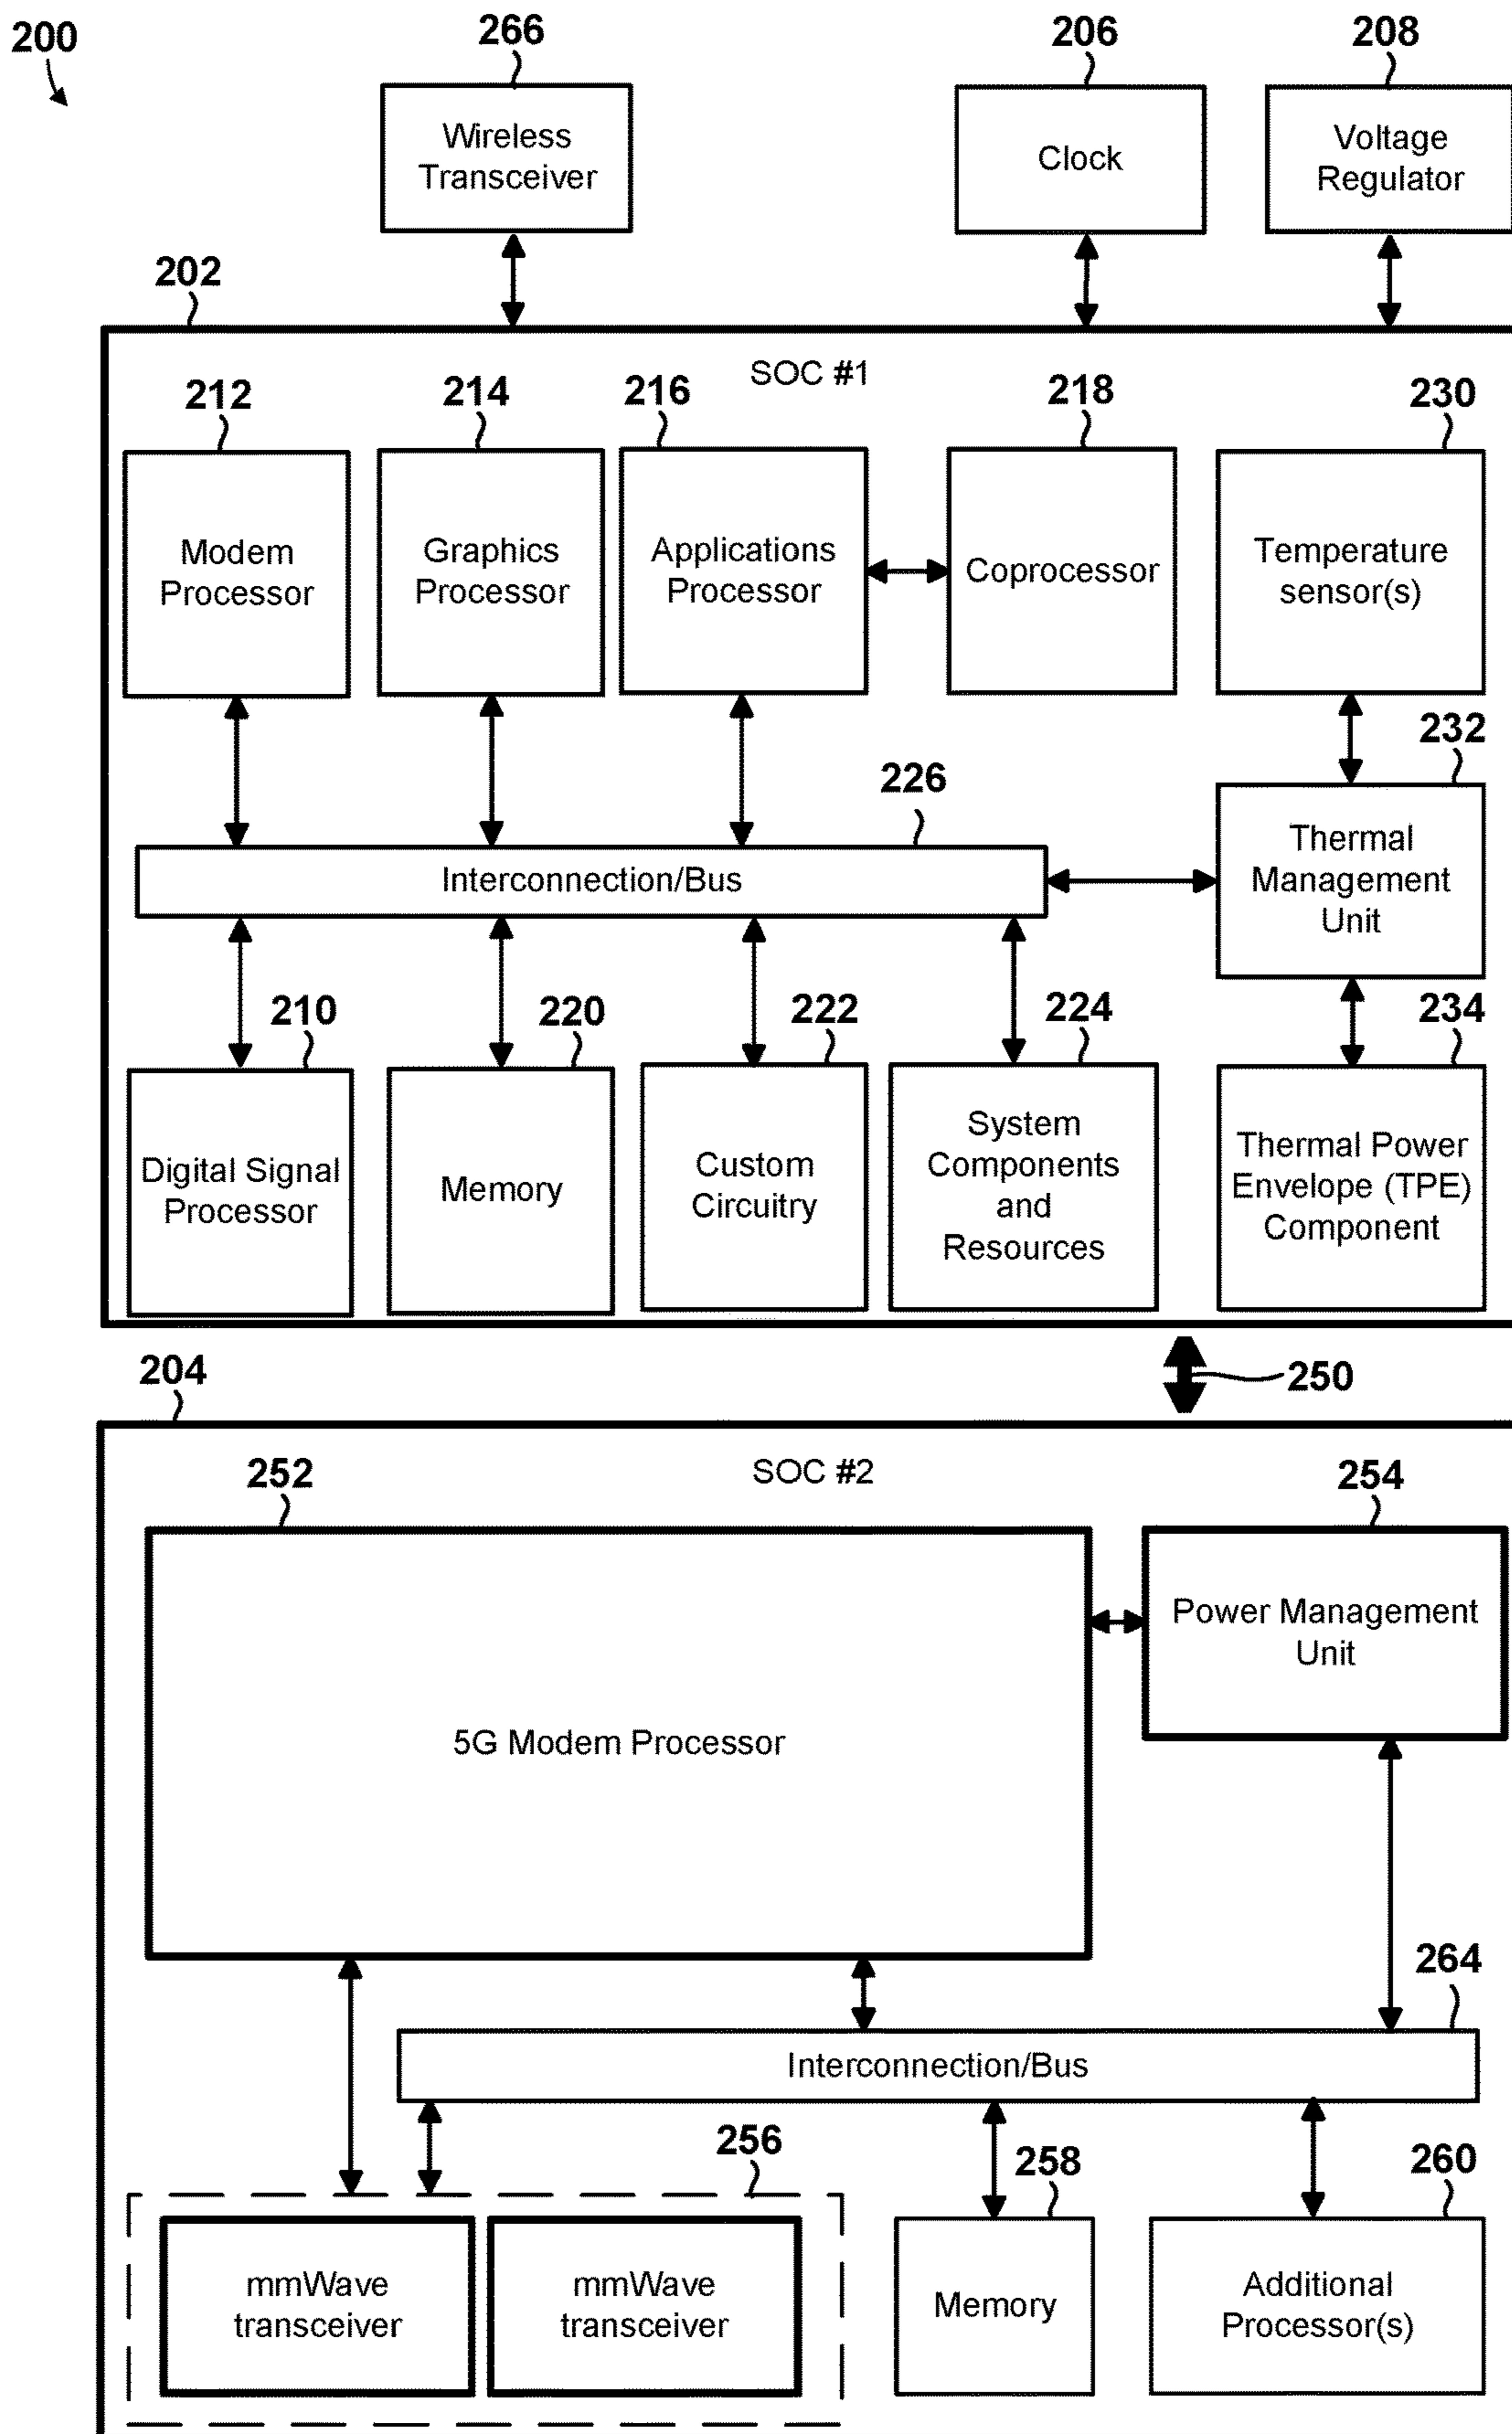 200
266
206
208
Wireless
Transceiver
Clock
Voltage
Regulator
202
SOC #1
212
214
216
218
230
Modem
Processor
Graphics
Processor
Applications
Processor
Coprocessor
Temperature
sensor(s)
232
226
Interconnection/Bus
Thermal
Management
Unit
210
220
222
224
234
Digital Signal
Processor
Memory
Custom
Circuitry
System
Components
and
Resources
Thermal Power
Envelope (TPE)
Component
204
250
SOC #2
252
254
5G Modem Processor
Power Management
Unit
264
Interconnection/Bus
256
258
260
mmWave
transceiver
mmWave
transceiver
Memory
Additional
Processor(s)